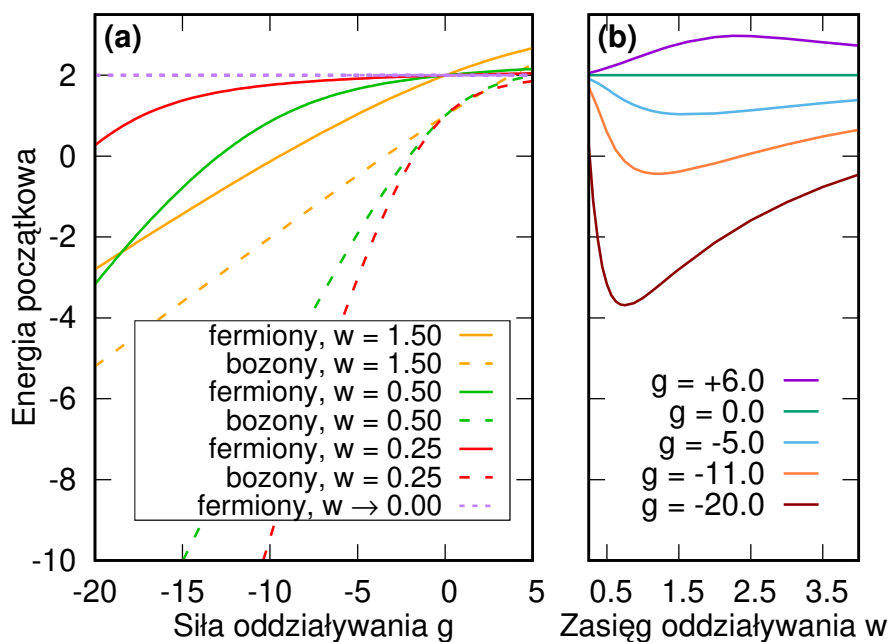 (a)
Energia początkowa
2
0
-2
-4
-6
-8
-10
-20
-15
-10
-5
0
5
Siła oddziaływania g
fermiony, w = 1.50
bozony, w = 1.50
fermiony, w = 0.50
bozony, w = 0.50
fermiony, w = 0.25
bozony, w = 0.25
fermiony, w → 0.00
(b)
g = +6.0
g = 0.0
g = -5.0
g = -11.0
g = -20.0
0.5
1.5
2.5
3.5
Zasięg oddziaływania w